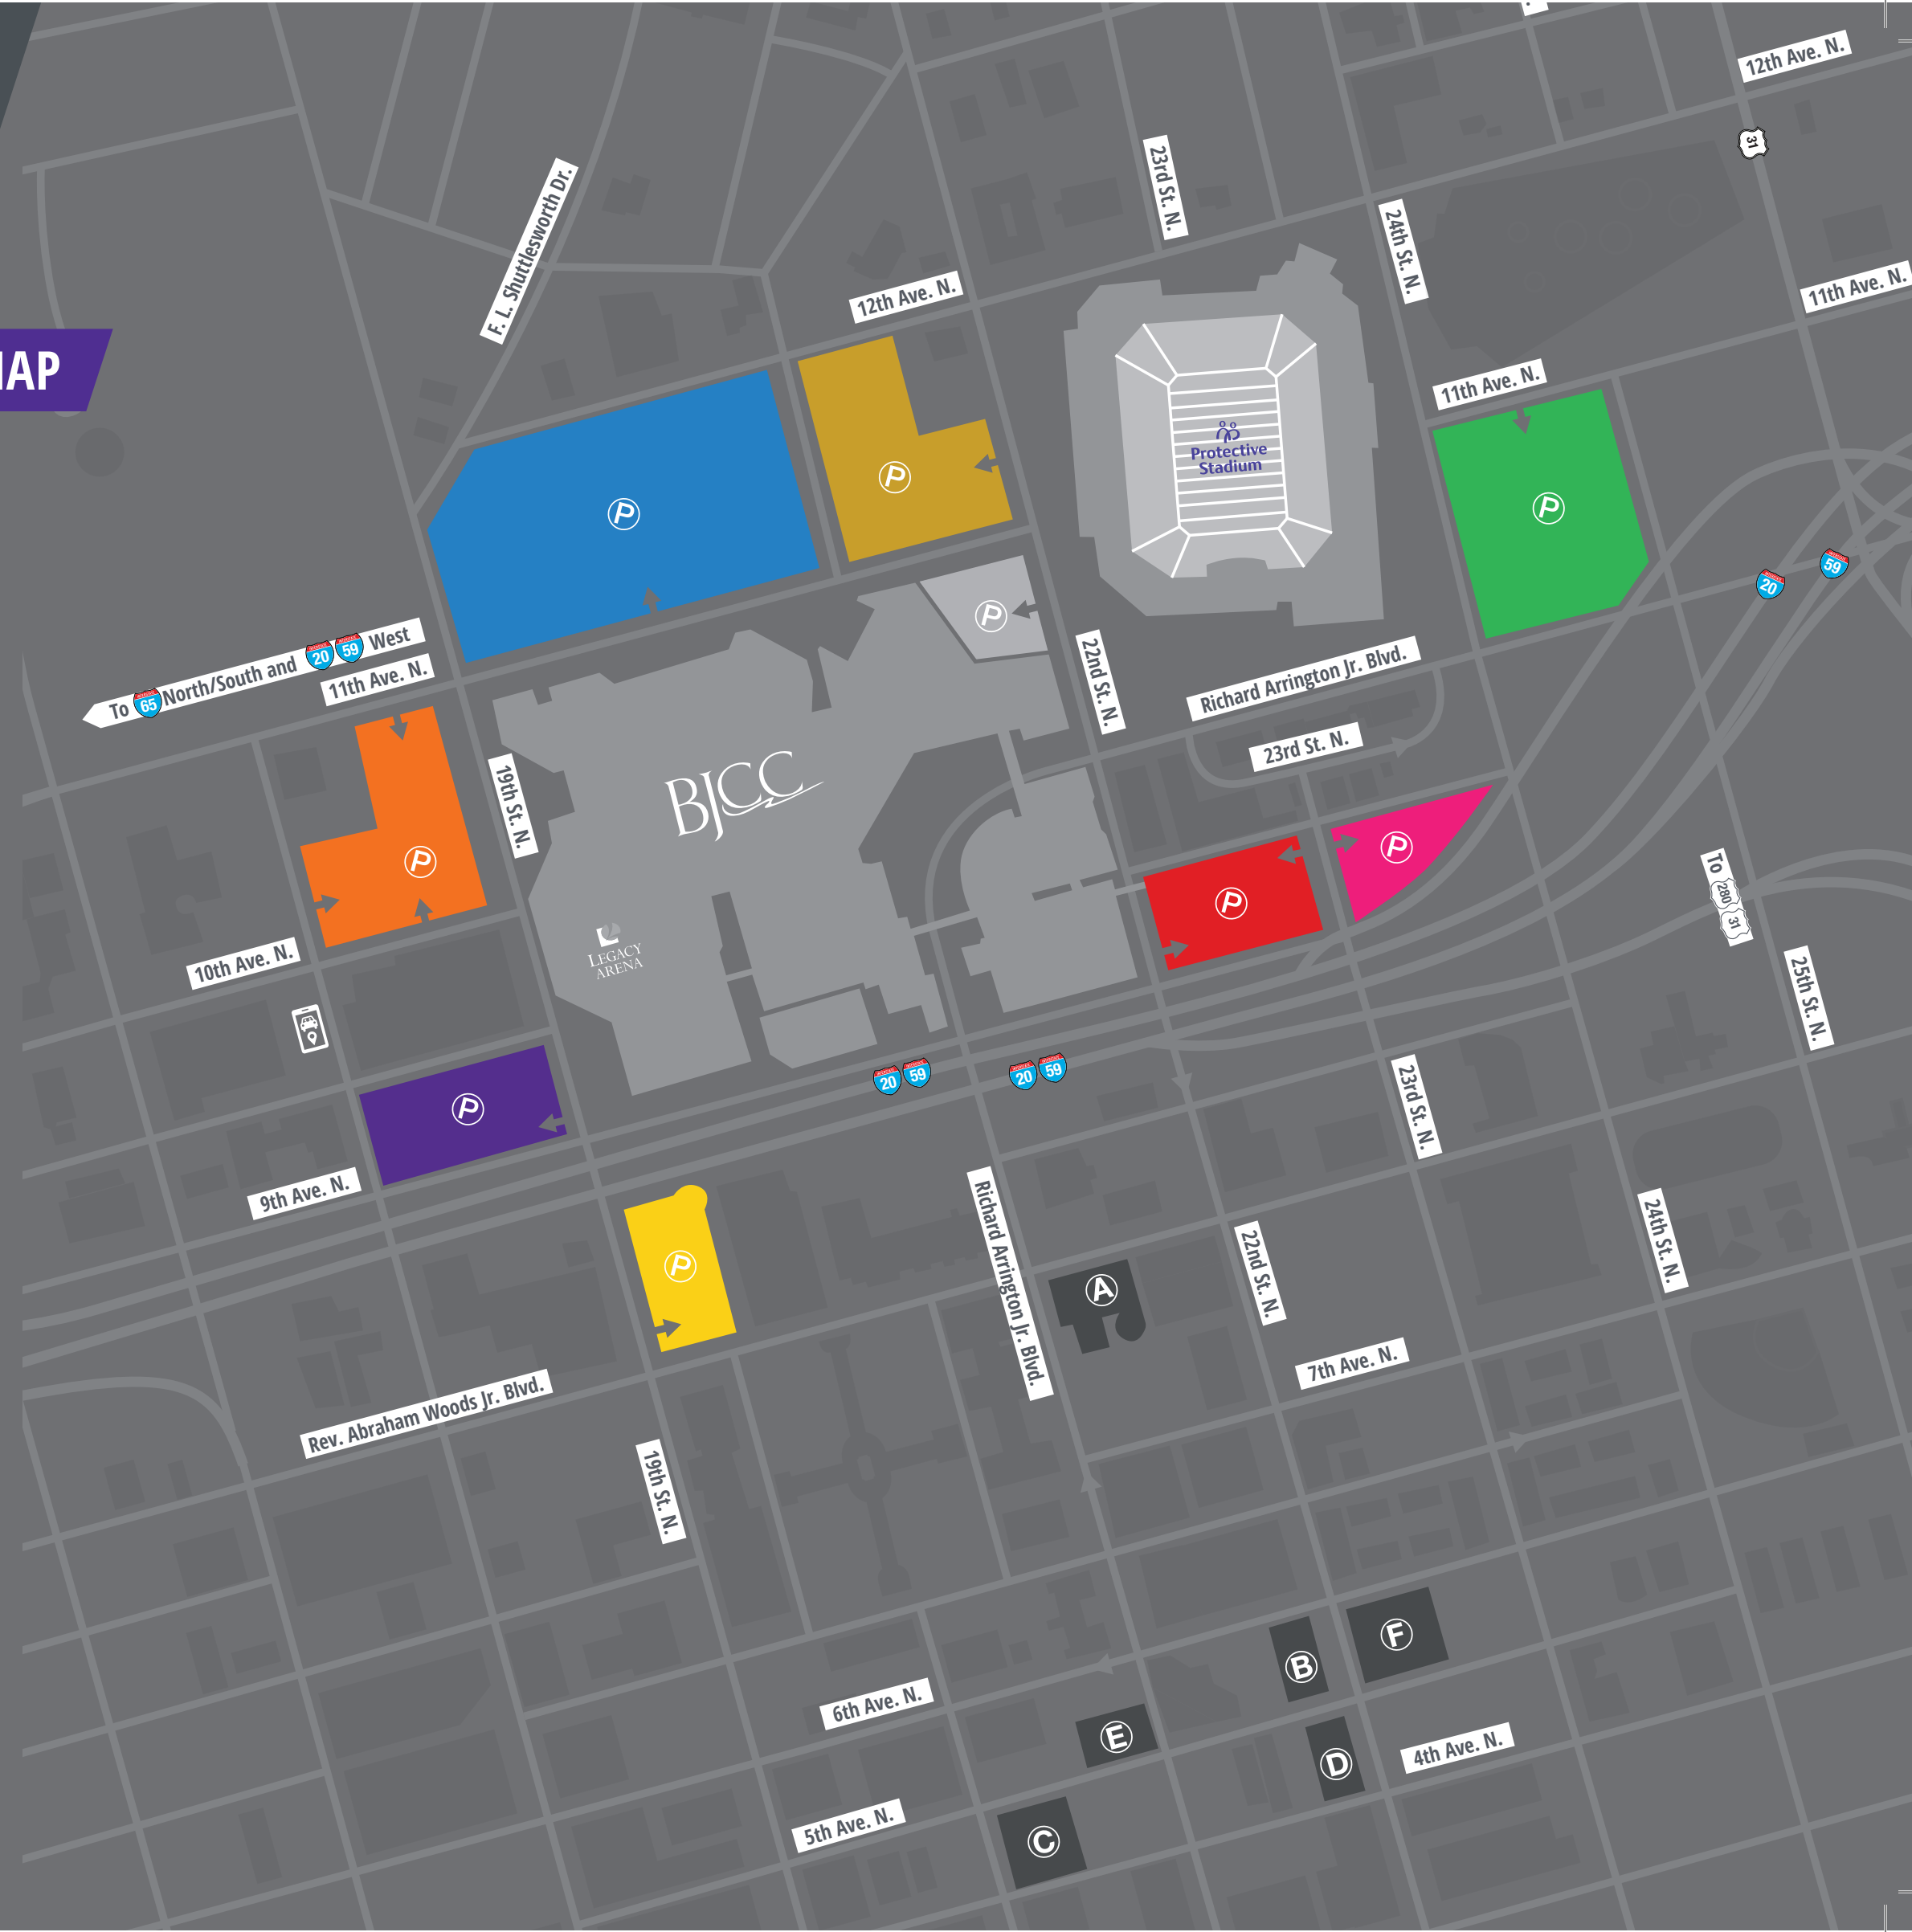 12th Ave. N.
31
23rd St. N.
F. L. Shuttlesworth Dr.
24th St. N.
12th Ave. N.
11th Ave. N.
AP
11th Ave. N.
Protective
Stadium
P
P
P
P
20
59
To 65 North/South and 20 59 West
11th Ave. N.
22nd St. N.
Richard Arrington Jr. Blvd.
23rd St. N.
19th St. N.
BJCC
P
P
P
To 280 31
LEGACY
ARENA
10th Ave. N.
25th St. N.
20 59
20 59
23rd St. N.
P
9th Ave. N.
24th St. N.
Richard Arrington Jr. Blvd.
22nd St. N.
P
A
7th Ave. N.
Rev. Abraham Woods Jr. Blvd.
19th St. N.
F
B
6th Ave. N.
E
D
4th Ave. N.
5th Ave. N.
C